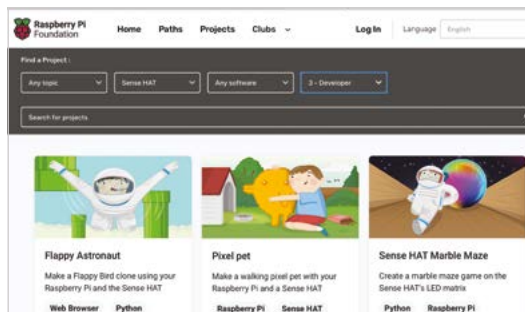 Raspberry Pi
Foundation
Home Paths Projects Clubs Log In Language English
Find a Project:
Any topic Sense HAT Any software 3 - Developer
Search for projects
Flappy Astronaut Pixel pet Sense HAT Marble Maze
Make a Flappy Bird clone using your Make a walking pixel pet with your Create a marble maze game on the
Raspberry Pi and the Sense HAT Raspberry Pi and a Sense HAT Sense HAT's LED matrix
Web Browser Python Raspberry Pi Sense HAT Python Raspberry Pi